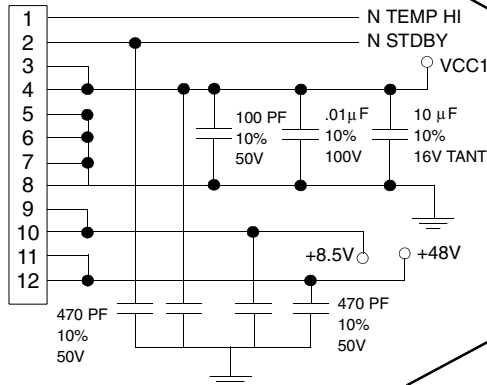 1 N TEMP HI
2 N STDBY
3 VCC1
4
5 100 PF .01µF 10 µF
6 10% 10% 10%
7 50V 100V 16V TANT
8
9
10
11 +8.5V +48V
12
470 PF 470 PF
10% 10%
50V 50V